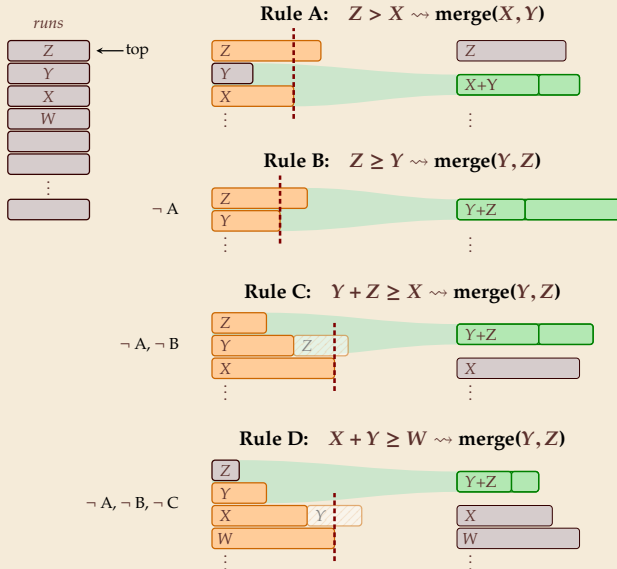 runs
Z
Y
X
W
⋮
top
Rule A: Z > X ⇝ merge(X, Y)
Z
Y
X
⋮
Z
X+Y
⋮
Rule B: Z ≥ Y ⇝ merge(Y, Z)
¬ A
Z
Y
⋮
Y+Z
⋮
Rule C: Y + Z ≥ X ⇝ merge(Y, Z)
¬ A, ¬ B
Z
Y Z
X
⋮
Y+Z
X
⋮
Rule D: X + Y ≥ W ⇝ merge(Y, Z)
¬ A, ¬ B, ¬ C
Z
Y
X Y
W
⋮
Y+Z
X
W
⋮